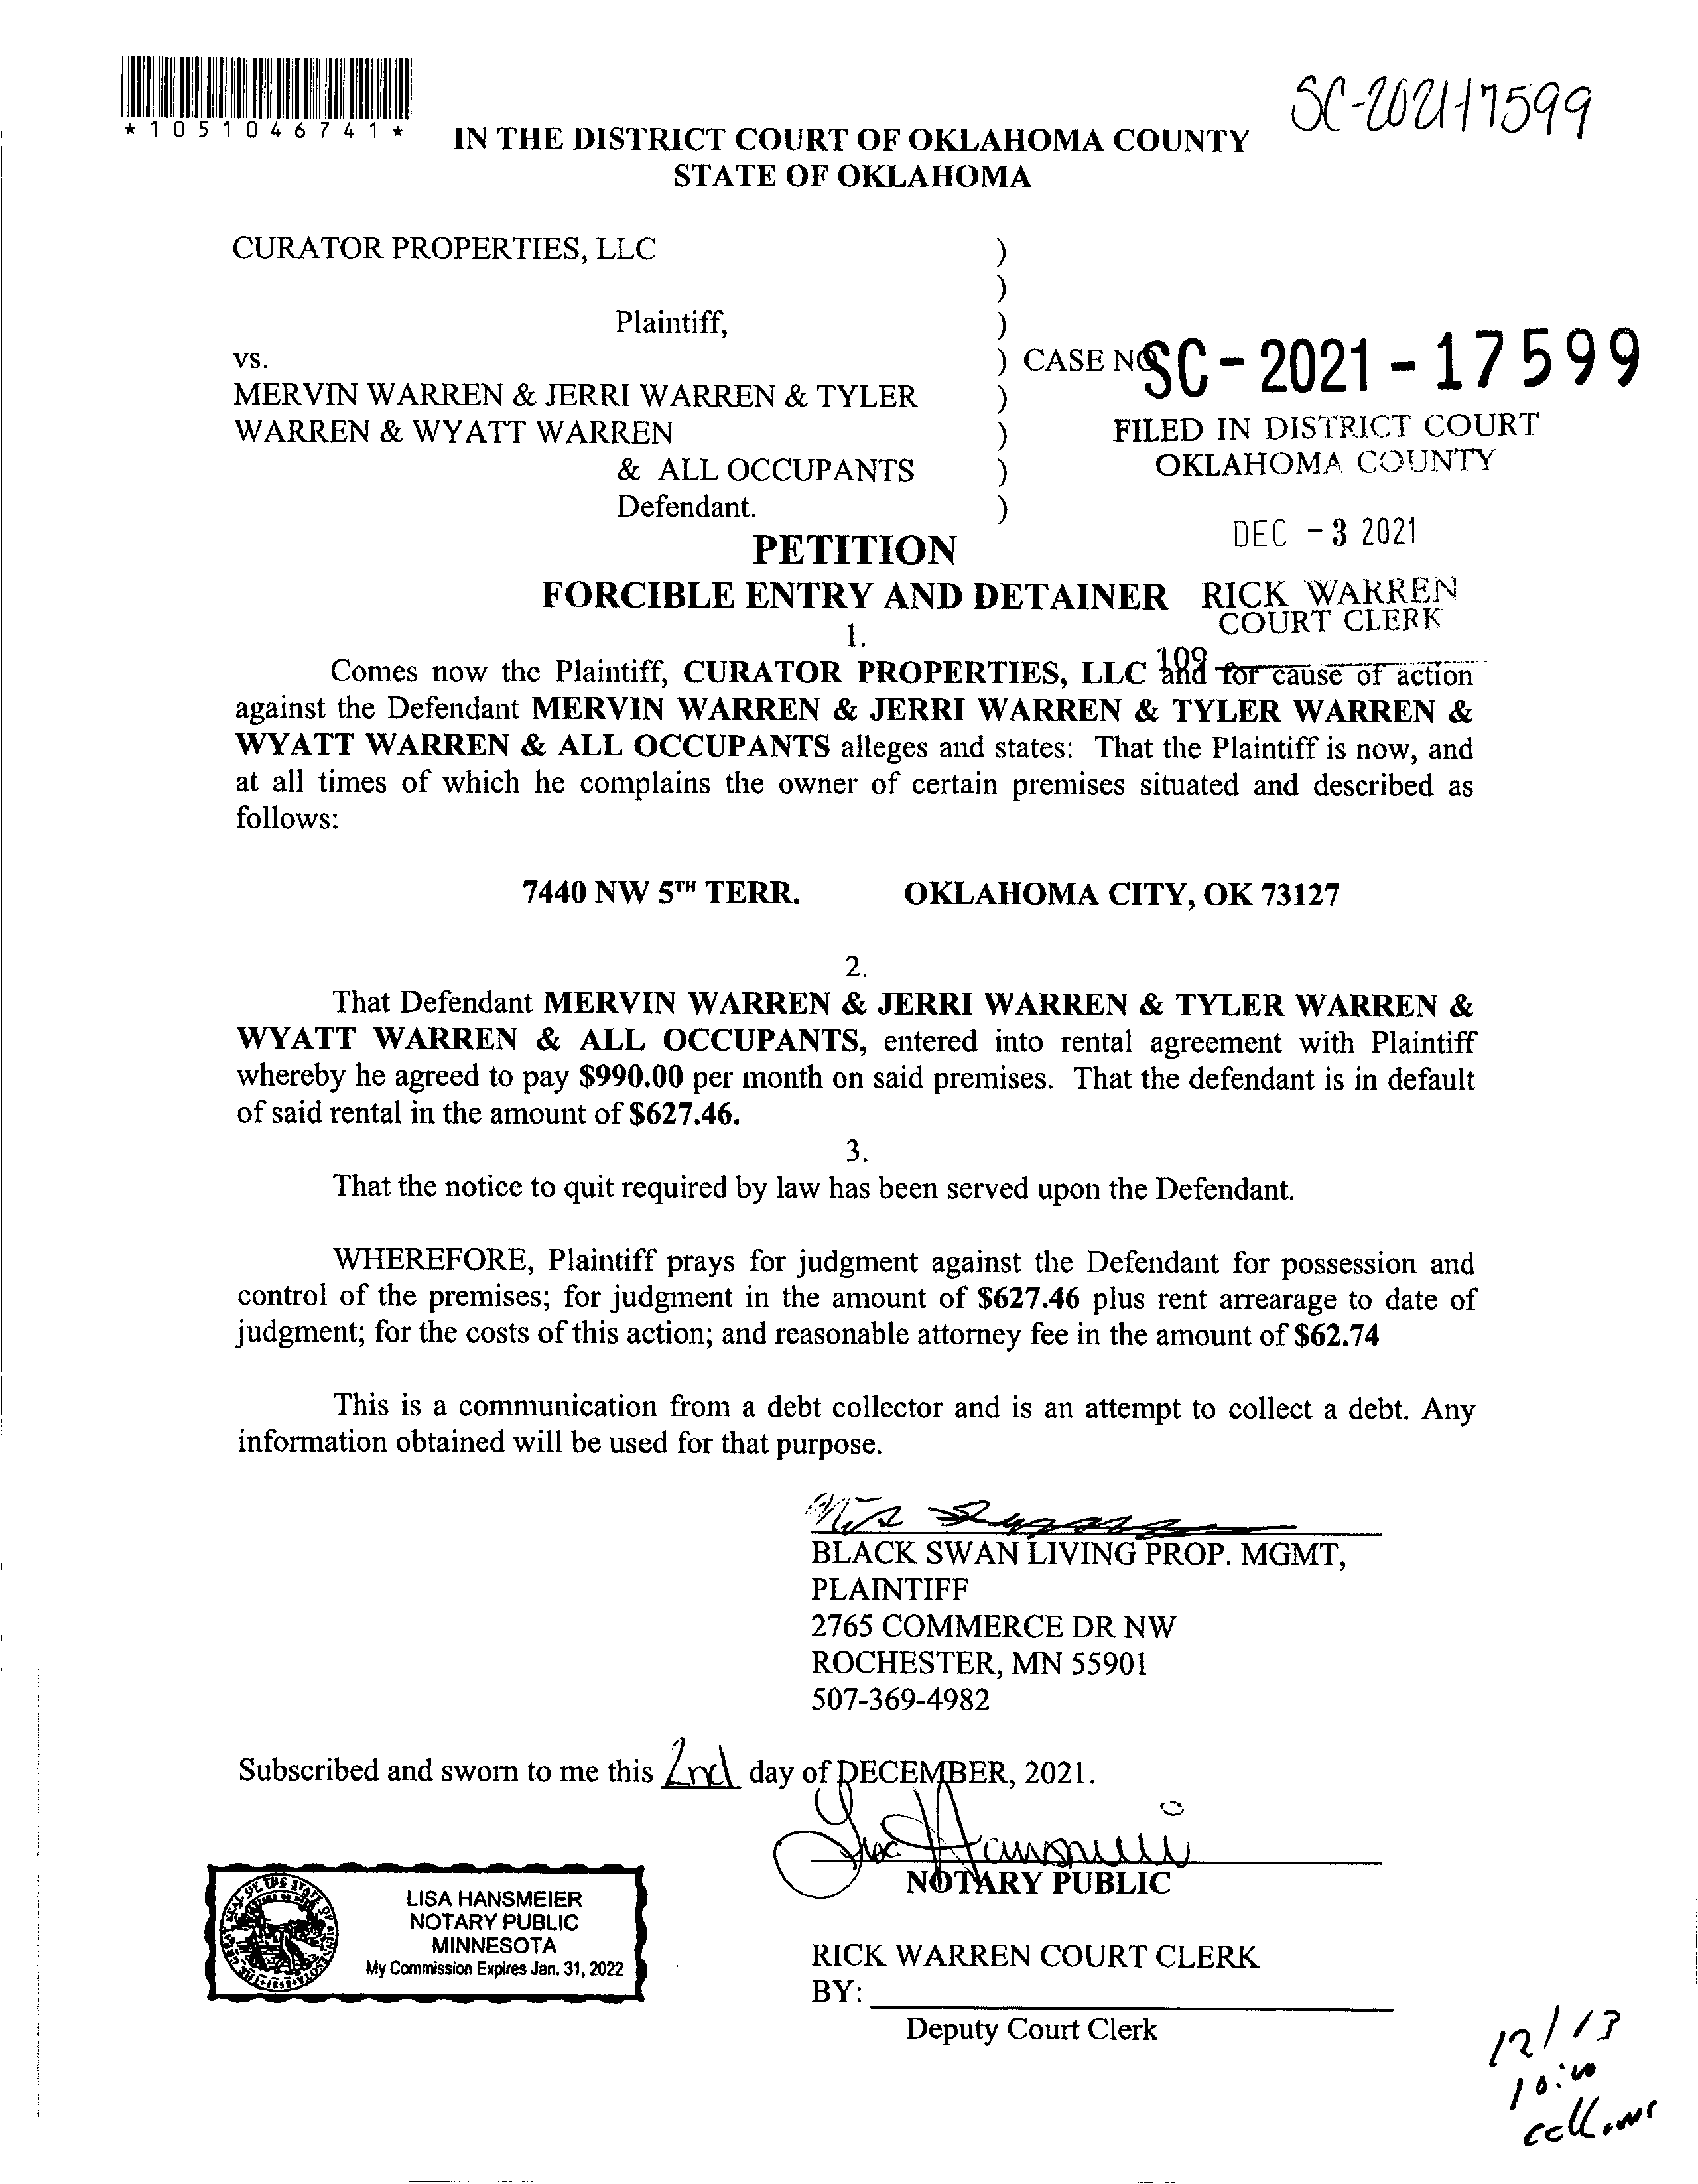 *1051046741*
SC-2021-17599
IN THE DISTRICT COURT OF OKLAHOMA COUNTY
STATE OF OKLAHOMA
CURATOR PROPERTIES, LLC )
)
Plaintiff, )
vs. ) CASE NO. SC-2021-17599
MERVIN WARREN & JERRI WARREN & TYLER )
WARREN & WYATT WARREN )
& ALL OCCUPANTS )
Defendant. )
FILED IN DISTRICT COURT
OKLAHOMA COUNTY
DEC -3 2021
RICK WARREN
COURT CLERK
109
PETITION
FORCIBLE ENTRY AND DETAINER
1.
Comes now the Plaintiff, CURATOR PROPERTIES, LLC and for cause of action
against the Defendant MERVIN WARREN & JERRI WARREN & TYLER WARREN &
WYATT WARREN & ALL OCCUPANTS alleges and states: That the Plaintiff is now, and
at all times of which he complains the owner of certain premises situated and described as
follows:
7440 NW 5TH TERR. OKLAHOMA CITY, OK 73127
2.
That Defendant MERVIN WARREN & JERRI WARREN & TYLER WARREN &
WYATT WARREN & ALL OCCUPANTS, entered into rental agreement with Plaintiff
whereby he agreed to pay $990.00 per month on said premises. That the defendant is in default
of said rental in the amount of $627.46.
3.
That the notice to quit required by law has been served upon the Defendant.
WHEREFORE, Plaintiff prays for judgment against the Defendant for possession and
control of the premises; for judgment in the amount of $627.46 plus rent arrearage to date of
judgment; for the costs of this action; and reasonable attorney fee in the amount of $62.74
This is a communication from a debt collector and is an attempt to collect a debt. Any
information obtained will be used for that purpose.
BLACK SWAN LIVING PROP. MGMT,
PLAINTIFF
2765 COMMERCE DR NW
ROCHESTER, MN 55901
507-369-4982
Subscribed and sworn to me this 2nd day of DECEMBER, 2021.
NOTARY PUBLIC
LISA HANSMEIER
NOTARY PUBLIC
MINNESOTA
My Commission Expires Jan. 31, 2022
RICK WARREN COURT CLERK
BY:
Deputy Court Clerk
12/13
10:00